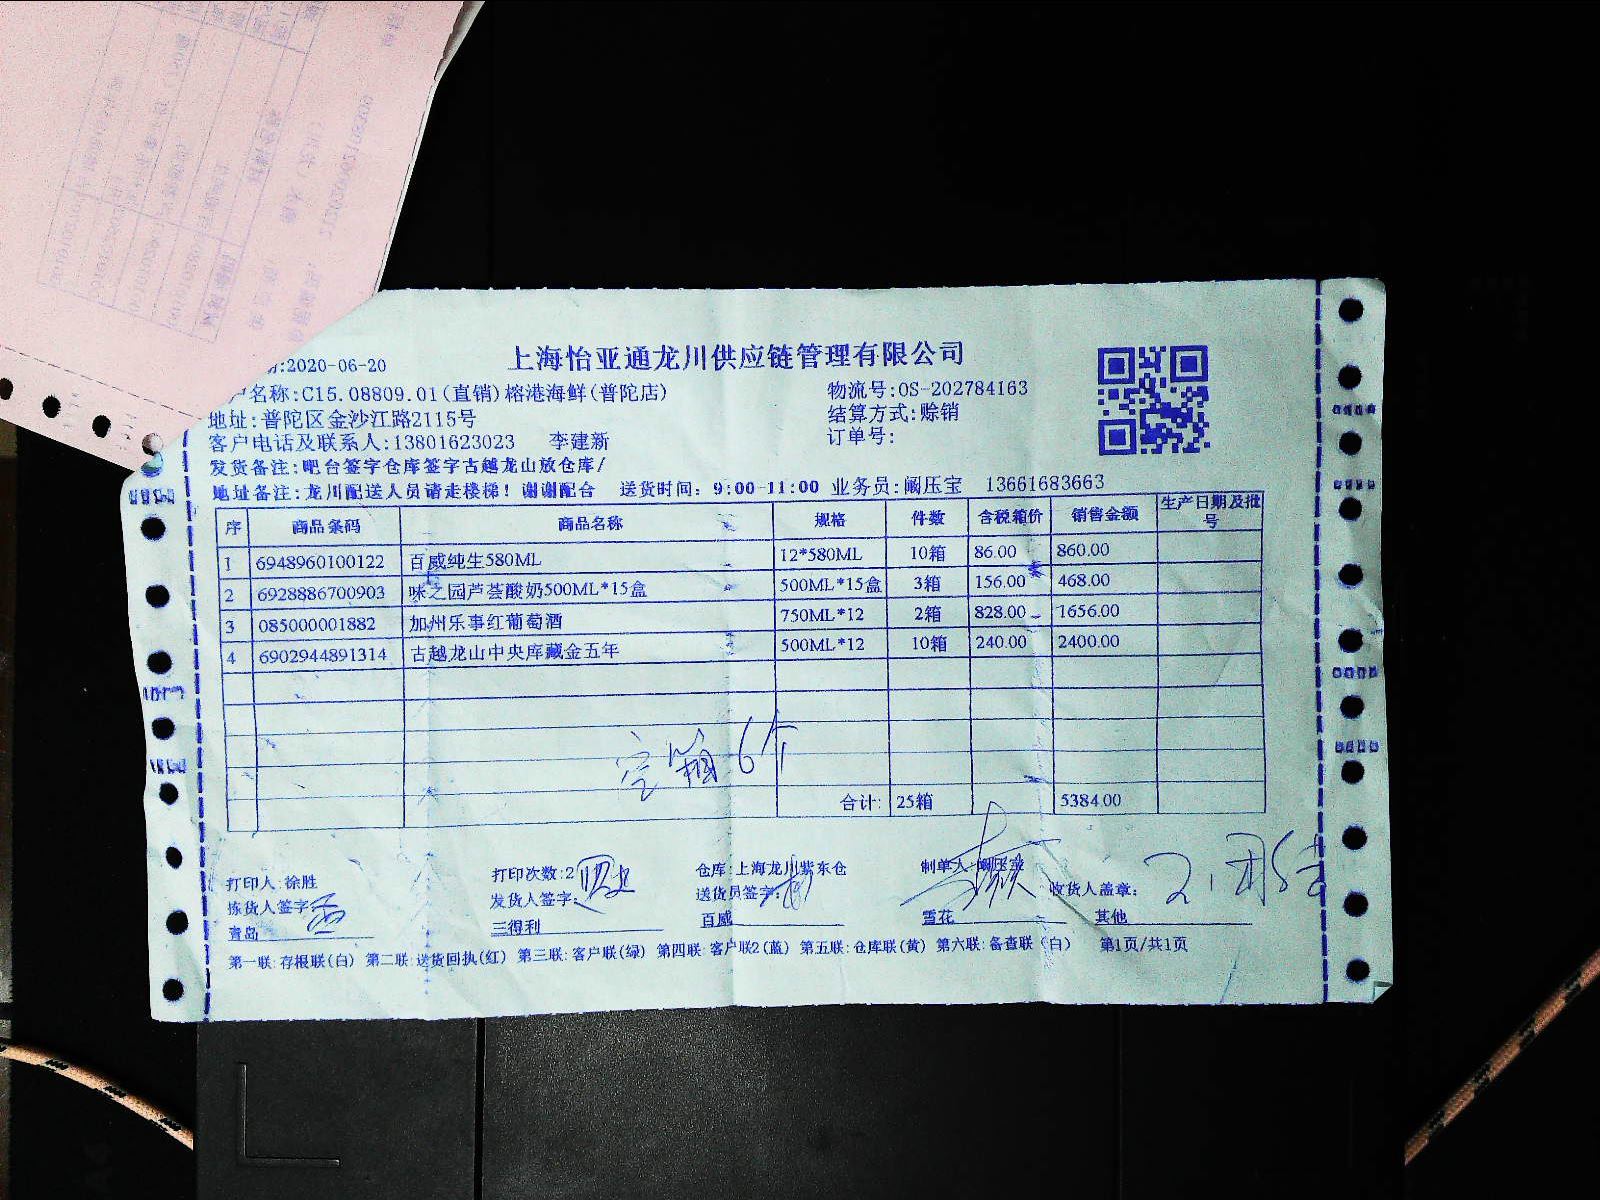 上海怡亚通龙川供应链管理有限公司
:2020-06-20
户名称:C15.08809.01(直销)榕港海鲜(普陀店)
物流号:OS-202784163
地址:普陀区金沙江路2115号
结算方式:赊销
客户电话及联系人:13801623023 李建新
订单号:
发货备注:吧台签字仓库签字古越龙山放仓库/
地址备注:龙川配送人员请走楼梯！谢谢配合 送货时间：9:00-11:00 业务员:阚压宝 13661683663
序 商品条码 商品名称 规格 件数 含税箱价 销售金额 生产日期及批号
1 6948960100122 百威纯生580ML 12*580ML 10箱 86.00 860.00
2 6928886700903 味之园芦荟酸奶500ML*15盒 500ML*15盒 3箱 156.00 468.00
3 085000001882 加州乐事红葡萄酒 750ML*12 2箱 828.00 1656.00
4 6902944891314 古越龙山中央库藏金五年 500ML*12 10箱 240.00 2400.00
空箱6个
合计: 25箱 5384.00
打印人:徐胜 打印次数:2 仓库:上海龙川紫东仓 制单人:阚压宝
拣货人签字: 发货人签字: 送货员签字: 收货人盖章:
青岛 三得利 百威 雪花 其他
第一联:存根联(白) 第二联:送货回执(红) 第三联:客户联(绿) 第四联:客户联2(蓝) 第五联:仓库联(黄) 第六联:备查联(白) 第1页/共1页